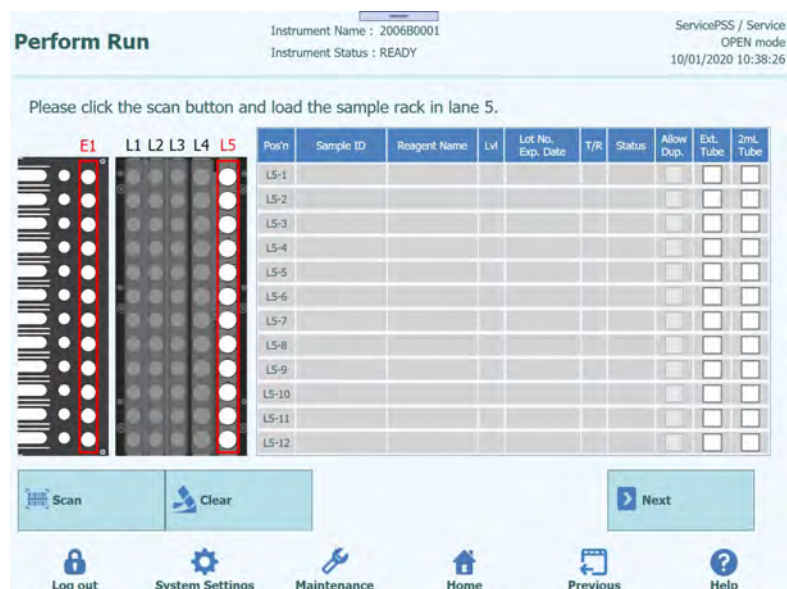 Perform Run
Instrument Name : 2006B0001
Instrument Status : READY
ServicePSS / Service
OPEN mode
10/01/2020 10:38:26
Please click the scan button and load the sample rack in lane 5.
E1 L1 L2 L3 L4 L5
Pos'n Sample ID Reagent Name Lvl Lot No. Exp. Date T/R Status Allow Dup. Ext. Tube 2mL Tube
L5-1
L5-2
L5-3
L5-4
L5-5
L5-6
L5-7
L5-8
L5-9
L5-10
L5-11
L5-12
Scan Clear Next
Log out System Settings Maintenance Home Previous Help